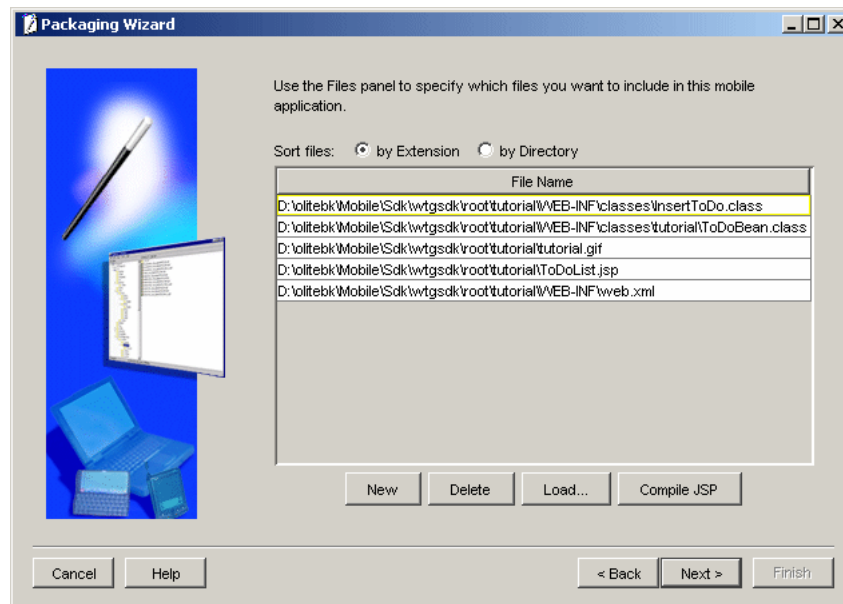 Packaging Wizard
Use the Files panel to specify which files you want to include in this mobile
application.
Sort files: by Extension by Directory
File Name
D:\olitebk\Mobile\Sdk\wtgsdk\root\tutorial\WEB-INF\classes\InsertToDo.class
D:\olitebk\Mobile\Sdk\wtgsdk\root\tutorial\WEB-INF\classes\tutorial\ToDoBean.class
D:\olitebk\Mobile\Sdk\wtgsdk\root\tutorial\tutorial.gif
D:\olitebk\Mobile\Sdk\wtgsdk\root\tutorial\ToDoList.jsp
D:\olitebk\Mobile\Sdk\wtgsdk\root\tutorial\WEB-INF\web.xml
New Delete Load... Compile JSP
Cancel Help < Back Next > Finish